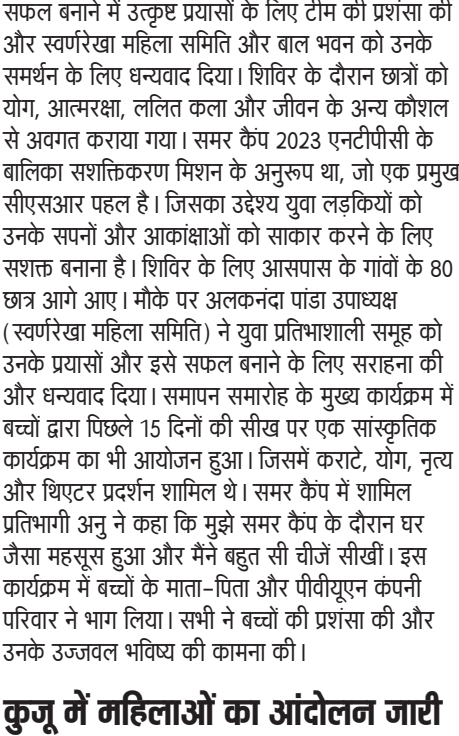 सफल बनाने में उत्कृष्ट प्रयासों के लिए टीम की प्रशंसा की
और स्वर्णरेखा महिला समिति और बाल भवन को उनके
समर्थन के लिए धन्यवाद दिया। शिविर के दौरान छात्रों को
योग, आत्मरक्षा, ललित कला और जीवन के अन्य कौशल
से अवगत कराया गया। समर कैंप 2023 एनटीपीसी के
बालिका सशक्तिकरण मिशन के अनुरूप था, जो एक प्रमुख
सीएसआर पहल है। जिसका उद्देश्य युवा लड़कियों को
उनके सपनों और आकांक्षाओं को साकार करने के लिए
सशक्त बनाना है। शिविर के लिए आसपास के गांवों के 80
छात्र आगे आए। मौके पर अलकनंदा पांडा उपाध्यक्ष
(स्वर्णरेखा महिला समिति) ने युवा प्रतिभाशाली समूह को
उनके प्रयासों और इसे सफल बनाने के लिए सराहना की
और धन्यवाद दिया। समापन समारोह के मुख्य कार्यक्रम में
बच्चों द्वारा पिछले 15 दिनों की सीख पर एक सांस्कृतिक
कार्यक्रम का भी आयोजन हुआ। जिसमें कराटे, योग, नृत्य
और थिएटर प्रदर्शन शामिल थे। समर कैंप में शामिल
प्रतिभागी अनु ने कहा कि मुझे समर कैंप के दौरान घर
जैसा महसूस हुआ और मैंने बहुत सी चीजें सीखीं। इस
कार्यक्रम में बच्चों के माता-पिता और पीवीयूएन कंपनी
परिवार ने भाग लिया। सभी ने बच्चों की प्रशंसा की और
उनके उज्जवल भविष्य की कामना की।
कुजू में महिलाओं का आंदोलन जारी